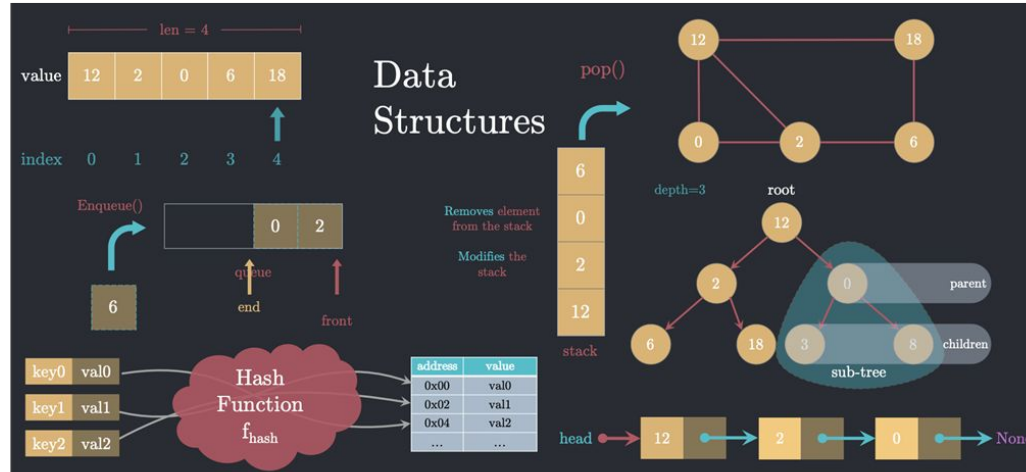 len = 4
value 12 2 0 6 18
index 0 1 2 3 4
Data
Structures
pop()
6
0
2
12
stack
Removes element
from the stack
Modifies the
stack
12 18
0 2 6
Enqueue()
0 2
queue
end
front
6
depth=3
root
12
2 0 parent
6 18 3 8 children
sub-tree
key0 val0
key1 val1
key2 val2
Hash
Function
f_hash
address value
0x00 val0
0x02 val1
0x04 val2
... ...
head 12 2 0 None